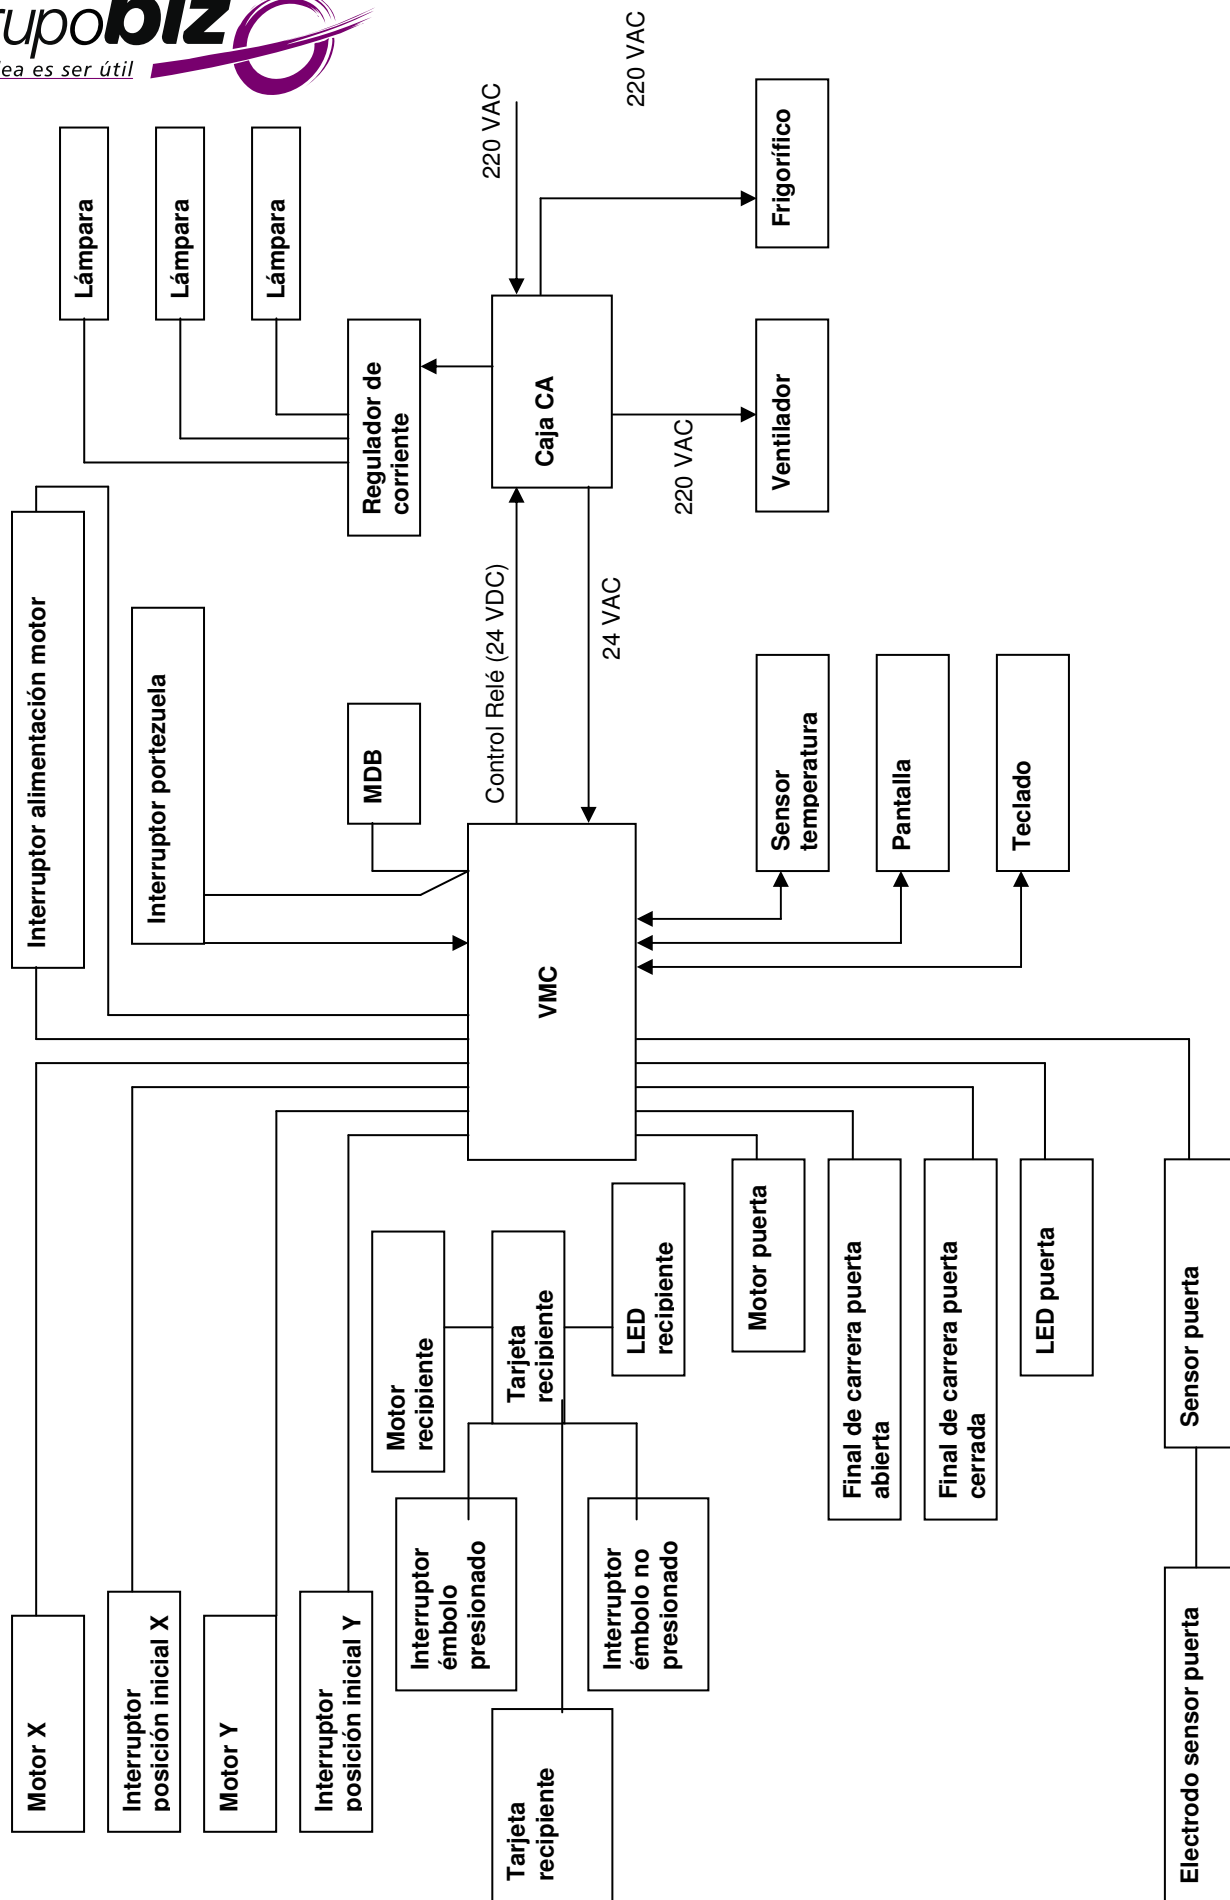 rupobiz
lea es ser útil
220 VAC
220 VAC
Lámpara
Lámpara
Lámpara
Frigorífico
Regulador de
corriente
Caja CA
Ventilador
220 VAC
Interruptor alimentación motor
Interruptor portezuela
MDB
Control Relé (24 VDC)
24 VAC
Sensor
temperatura
Pantalla
Teclado
VMC
Motor
recipiente
Tarjeta
recipiente
LED
recipiente
Motor puerta
Final de carrera puerta
abierta
Final de carrera puerta
cerrada
LED puerta
Sensor puerta
Interruptor
émbolo
presionado
Interruptor
émbolo no
presionado
Motor X
Interruptor
posición inicial X
Motor Y
Interruptor
posición inicial Y
Tarjeta
recipiente
Electrodo sensor puerta